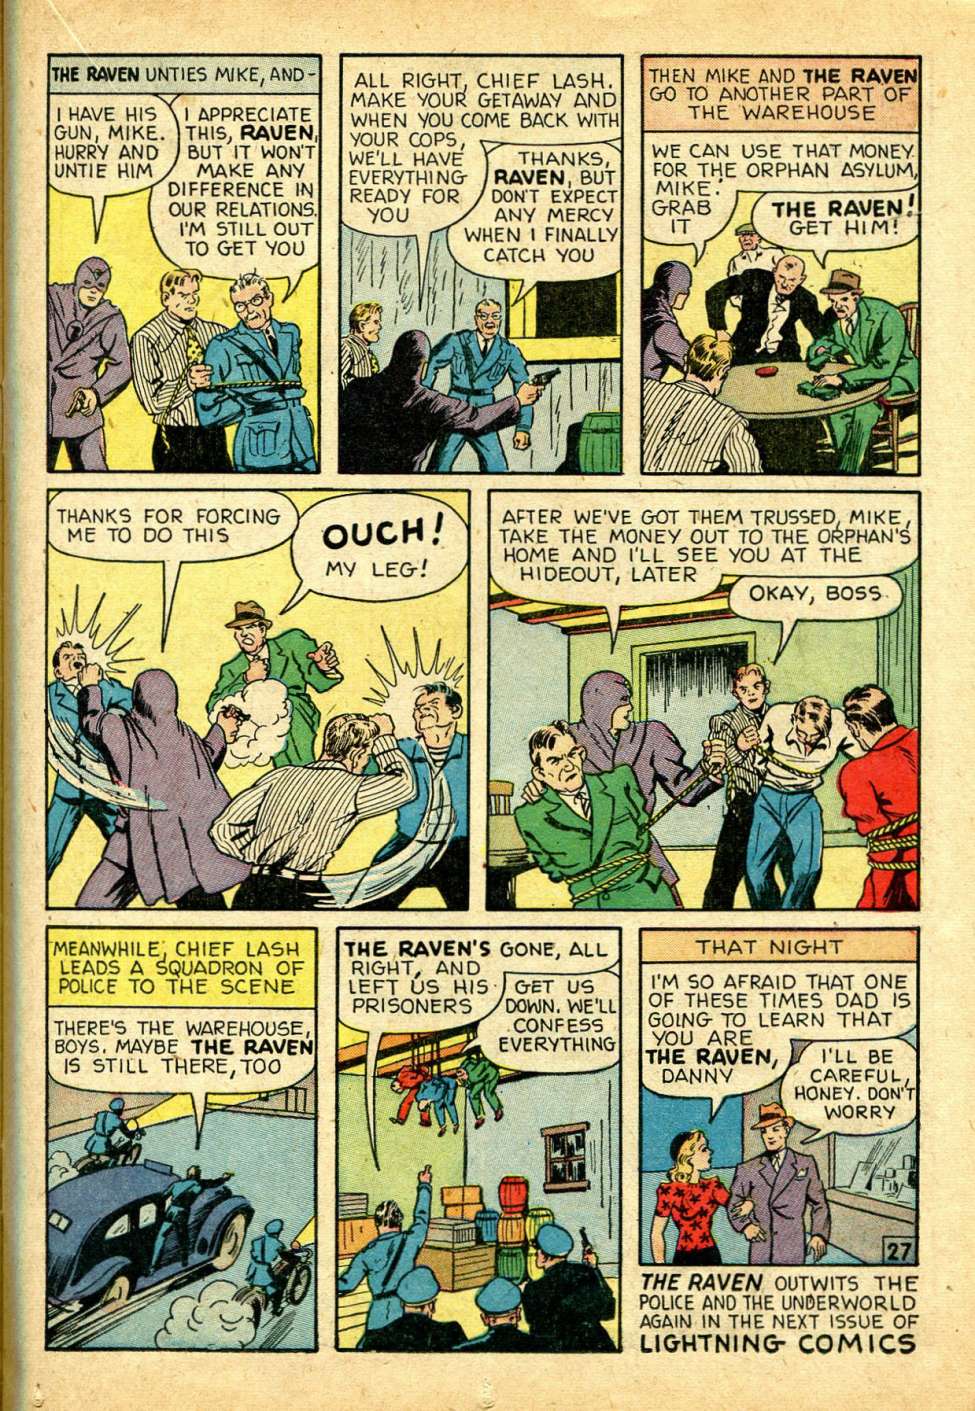 THE RAVEN UNTIES MIKE, AND-
I HAVE HIS
GUN, MIKE.
HURRY AND
UNTIE HIM
I APPRECIATE
THIS, RAVEN,
BUT IT WON'T
MAKE ANY
DIFFERENCE IN
OUR RELATIONS.
I'M STILL OUT
TO GET YOU
ALL RIGHT, CHIEF LASH.
MAKE YOUR GETAWAY AND
WHEN YOU COME BACK WITH
YOUR COPS,
WE'LL HAVE
EVERYTHING
READY FOR
YOU
THANKS,
RAVEN, BUT
DON'T EXPECT
ANY MERCY
WHEN I FINALLY
CATCH YOU
THEN MIKE AND THE RAVEN
GO TO ANOTHER PART OF
THE WAREHOUSE
WE CAN USE THAT MONEY
FOR THE ORPHAN ASYLUM,
MIKE.
GRAB
IT
THE RAVEN!
GET HIM!
THANKS FOR FORCING
ME TO DO THIS
OUCH!
MY LEG!
AFTER WE'VE GOT THEM TRUSSED, MIKE,
TAKE THE MONEY OUT TO THE ORPHAN'S
HOME AND I'LL SEE YOU AT THE
HIDEOUT, LATER
OKAY, BOSS
MEANWHILE, CHIEF LASH
LEADS A SQUADRON OF
POLICE TO THE SCENE
THERE'S THE WAREHOUSE,
BOYS. MAYBE THE RAVEN
IS STILL THERE, TOO
THE RAVEN'S GONE, ALL
RIGHT, AND
LEFT US HIS
PRISONERS
GET US
DOWN. WE'LL
CONFESS
EVERYTHING
THAT NIGHT
I'M SO AFRAID THAT ONE
OF THESE TIMES DAD IS
GOING TO LEARN THAT
YOU ARE
THE RAVEN,
DANNY
I'LL BE
CAREFUL,
HONEY. DON'T
WORRY
27
THE RAVEN OUTWITS THE
POLICE AND THE UNDERWORLD
AGAIN IN THE NEXT ISSUE OF
LIGHTNING COMICS